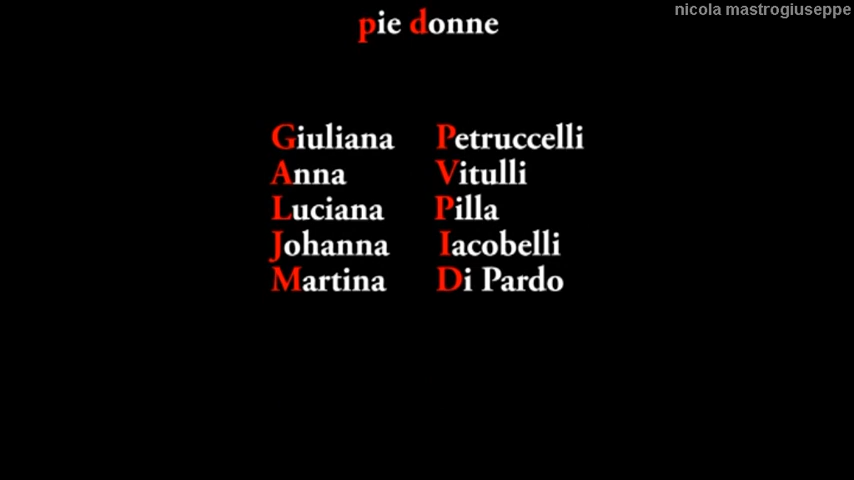 nicola mastrogiuseppe
pie donne
Giuliana Petruccelli
Anna Vitulli
Luciana Pilla
Johanna Iacobelli
Martina Di Pardo